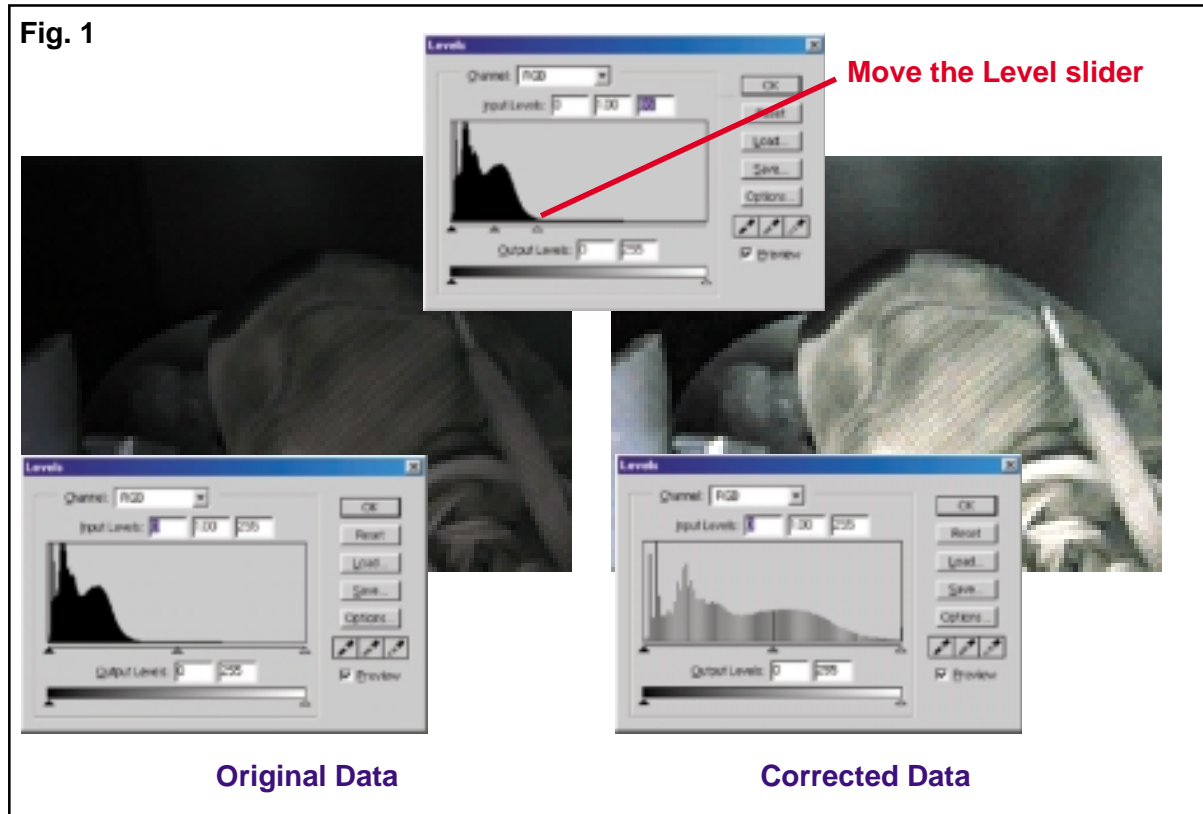 Fig. 1
Levels
Channel: RGB
Input Levels: 0 1.00
OK
Reset
Load...
Save...
Options...
Output Levels: 0 255
Preview
Move the Level slider
Levels
Channel: RGB
Input Levels: 0 1.00 255
OK
Reset
Load...
Save...
Options...
Output Levels: 0 255
Preview
Levels
Channel: RGB
Input Levels: 0 1.00 255
OK
Reset
Load...
Save...
Options...
Output Levels: 0 255
Preview
Original Data
Corrected Data